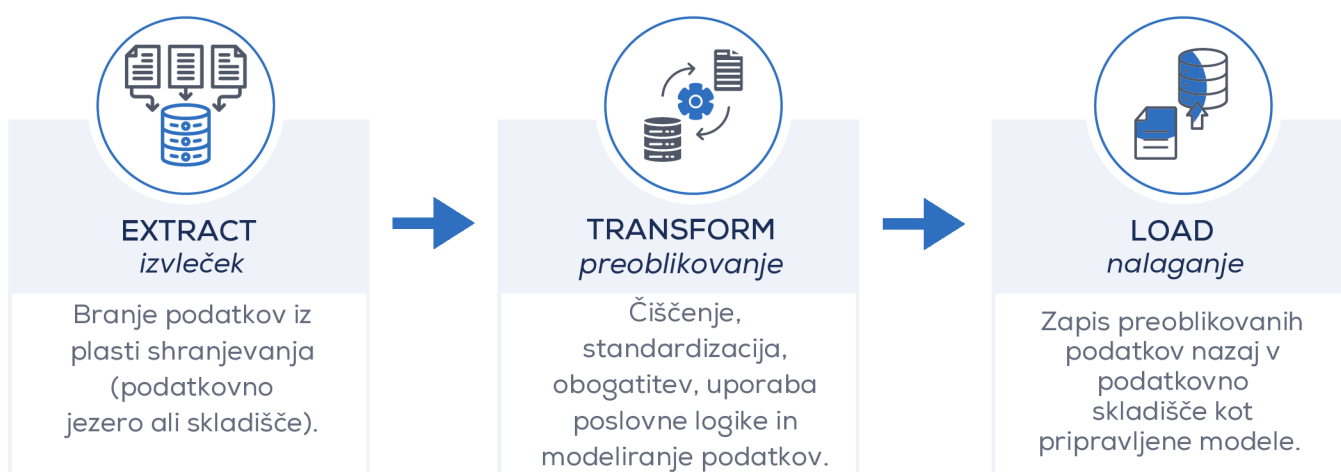 EXTRACT
izvleček
Branje podatkov iz
plasti shranjevanja
(podatkovno
jezero ali skladišče).
TRANSFORM
preoblikovanje
Čiščenje,
standardizacija,
obogatitev, uporaba
poslovne logike in
modeliranje podatkov.
LOAD
nalaganje
Zapis preoblikovanih
podatkov nazaj v
podatkovno
skladišče kot
pripravljene modele.